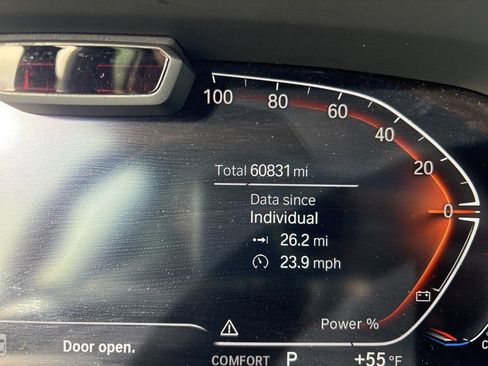 100
80
60
40
20
0
Total 60831 mi
Data since
Individual
26.2 mi
23.9 mph
Power %
Door open.
COMFORT P +55 °F